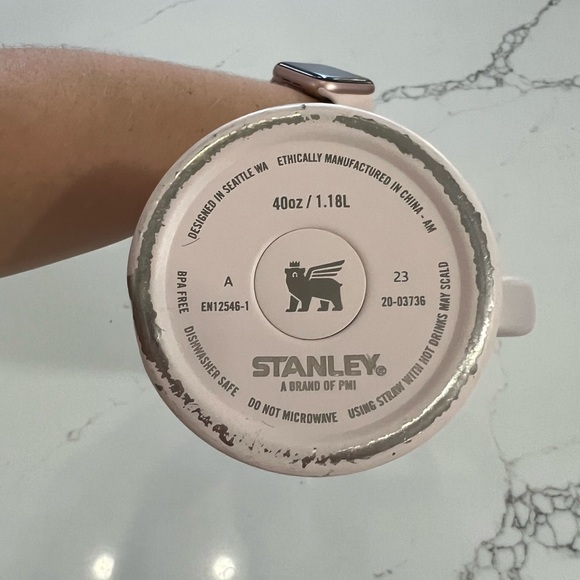 DESIGNED IN SEATTLE WA ETHICALLY MANUFACTURED IN CHINA - AM
40oz / 1.18L
A
23
EN12546-1
20-03736
STANLEY®
A BRAND OF PMI
BPA FREE DISHWASHER SAFE DO NOT MICROWAVE USING STRAW WITH HOT DRINKS MAY SCALD